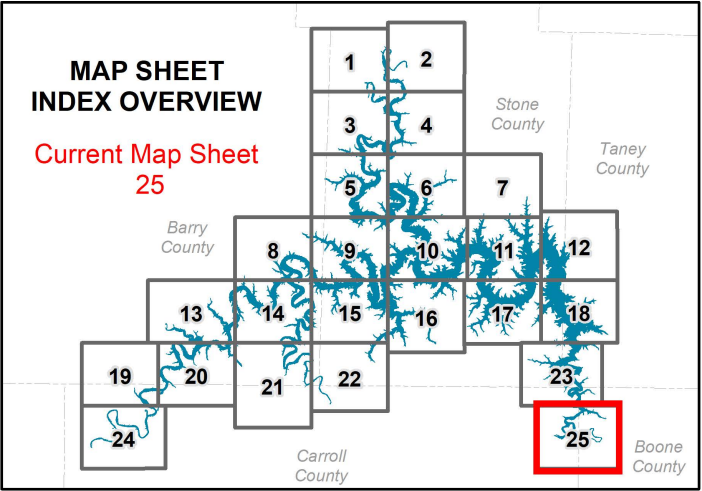 MAP SHEET
INDEX OVERVIEW
Current Map Sheet
25
1
2
3
4
Stone
County
Taney
County
5
6
7
Barry
County
8
9
10
11
12
13
14
15
16
17
18
19
20
21
22
23
24
25
Carroll
County
Boone
County